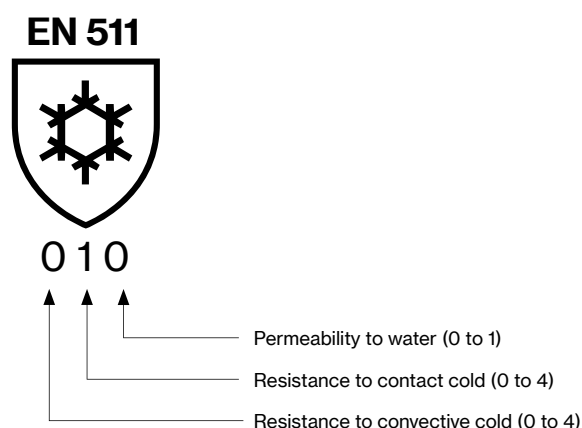 EN 511
0 1 0
Permeability to water (0 to 1)
Resistance to contact cold (0 to 4)
Resistance to convective cold (0 to 4)